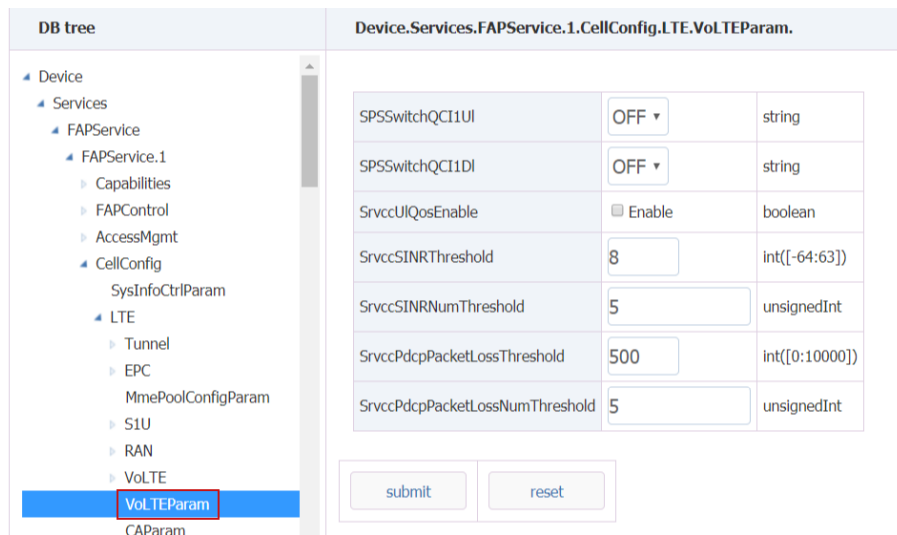 DB tree
Device
Services
FAPService
FAPService.1
Capabilities
FAPControl
AccessMgmt
CellConfig
SysInfoCtrlParam
LTE
Tunnel
EPC
MmePoolConfigParam
S1U
RAN
VoLTE
VoLTEParam
CAParam
Device.Services.FAPService.1.CellConfig.LTE.VoLTEParam.
SPSSwitchQCI1Ul OFF string
SPSSwitchQCI1Dl OFF string
SrvccUlQosEnable Enable boolean
SrvccSINRThreshold 8 int([-64:63])
SrvccSINRNumThreshold 5 unsignedInt
SrvccPdcpPacketLossThreshold 500 int([0:10000])
SrvccPdcpPacketLossNumThreshold 5 unsignedInt
submit reset